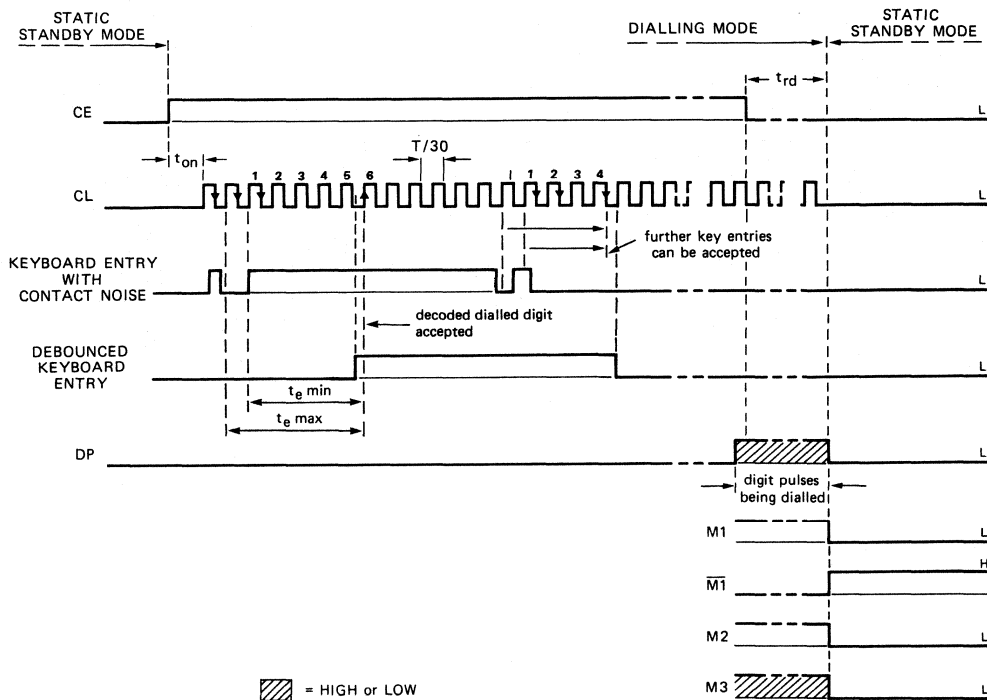 STATIC
STANDBY MODE
DIALLING MODE
STATIC
STANDBY MODE
t_rd
CE
L
t_on
T/30
CL
1 2 3 4 5 6
1 2 3 4
L
further key entries
can be accepted
KEYBOARD ENTRY
WITH
CONTACT NOISE
L
decoded dialled digit
accepted
DEBOUNCED
KEYBOARD
ENTRY
L
t_e min
t_e max
DP
L
digit pulses
being dialled
M1
L
M̅1̅
H
M2
L
M3
L
= HIGH or LOW